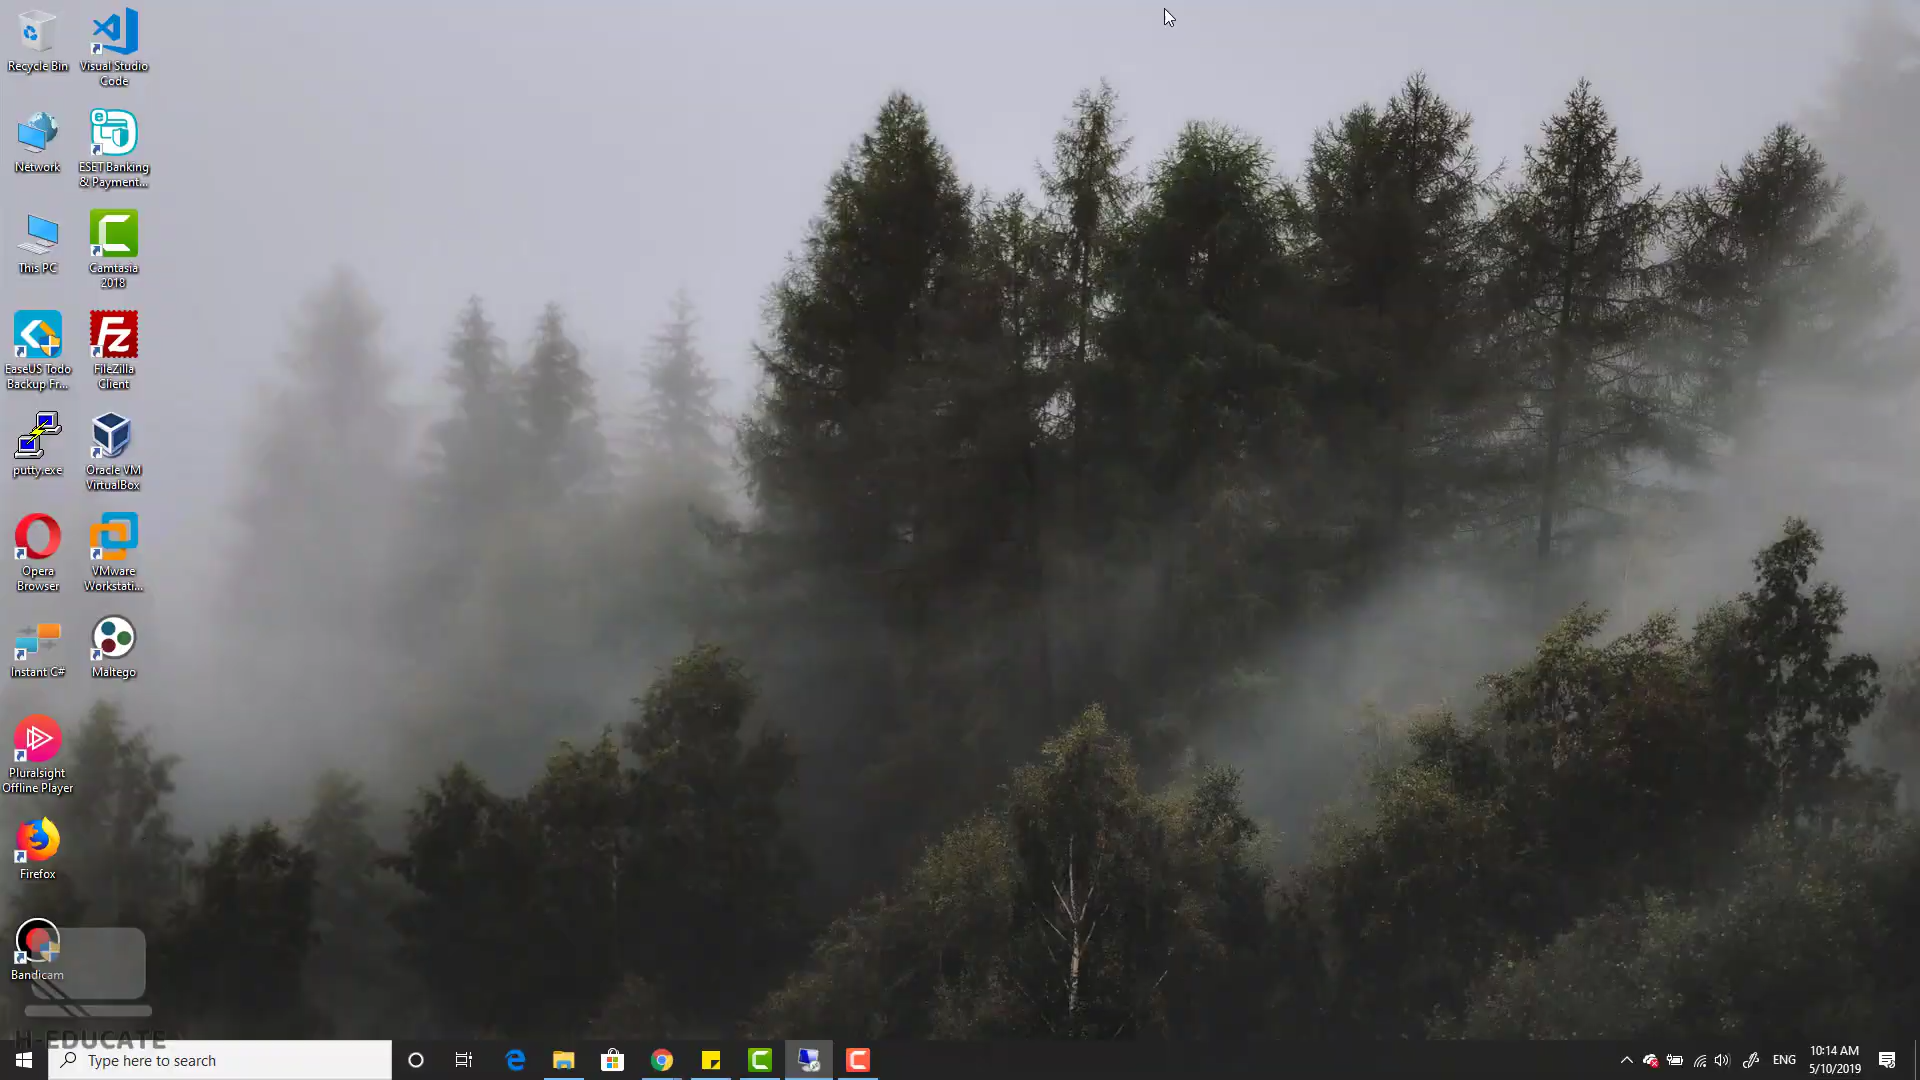 Recycle Bin
Visual Studio
Code
Network
ESET Banking
& Payment...
This PC
Camtasia
2018
EaseUS Todo
Backup Fr...
FileZilla
Client
putty.exe
Oracle VM
VirtualBox
Opera
Browser
VMware
Workstati...
Instant C#
Maltego
Pluralsight
Offline Player
Firefox
Bandicam
H-EDUCATE
Type here to search
ENG
10:14 AM
5/10/2019